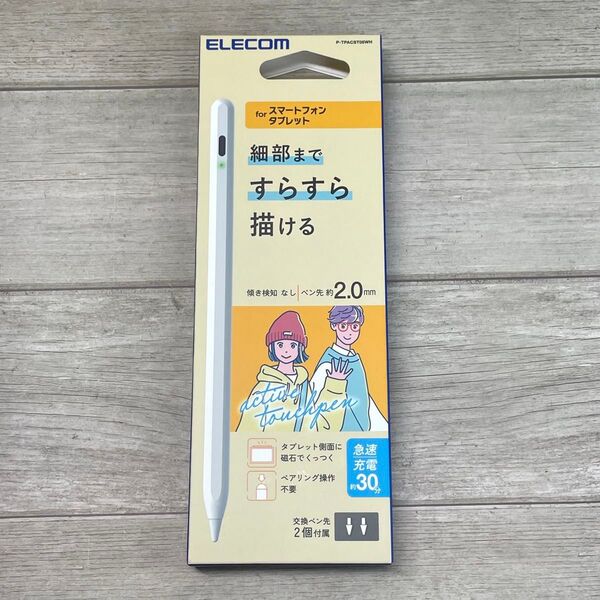 ELECOM
P-TPACST05WH
for スマートフォン
タブレット
細部まで
すらすら
描ける
傾き検知 なし ペン先 約2.0mm
active
touchpen
タブレット側面に
磁石でくっつく
ペアリング操作
不要
急速
充電
約30分
交換ペン先
2個付属